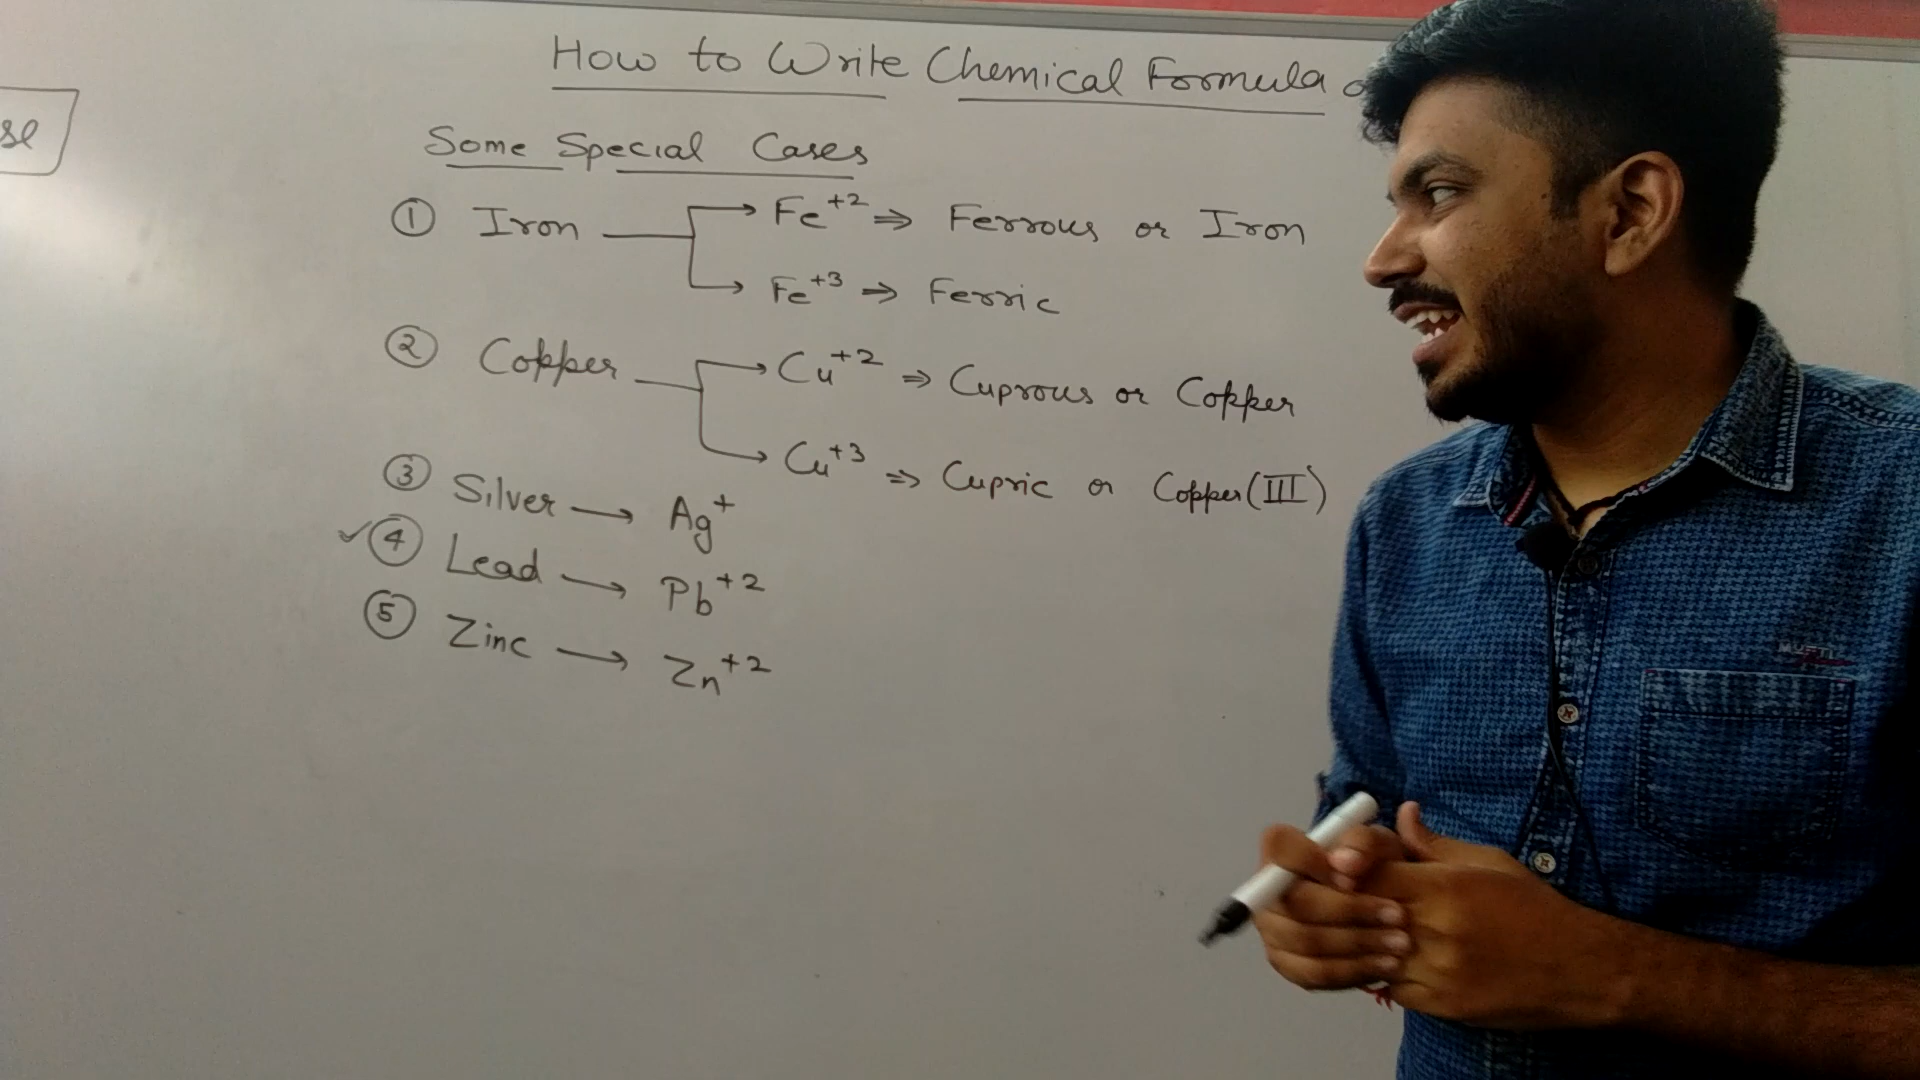 How to Write Chemical Formula
se
Some Special Cases
① Iron → Fe⁺² ⇒ Ferrous or Iron
→ Fe⁺³ ⇒ Ferric
② Copper → Cu⁺² ⇒ Cuprous or Copper
→ Cu⁺³ ⇒ Cupric or Copper (III)
③ Silver → Ag⁺
✓④ Lead → Pb⁺²
⑤ Zinc → Zn⁺²
MUFTI